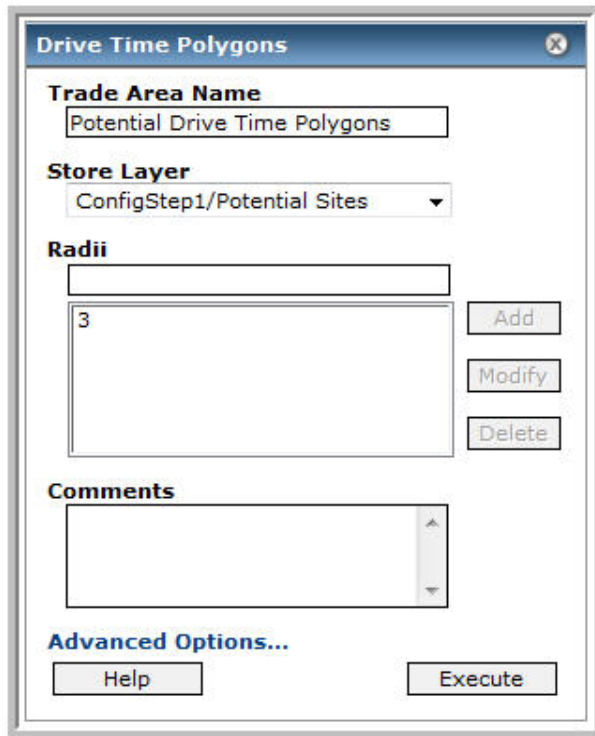 Drive Time Polygons
Trade Area Name
Potential Drive Time Polygons
Store Layer
ConfigStep1/Potential Sites
Radii
3
Add
Modify
Delete
Comments
Advanced Options...
Help
Execute